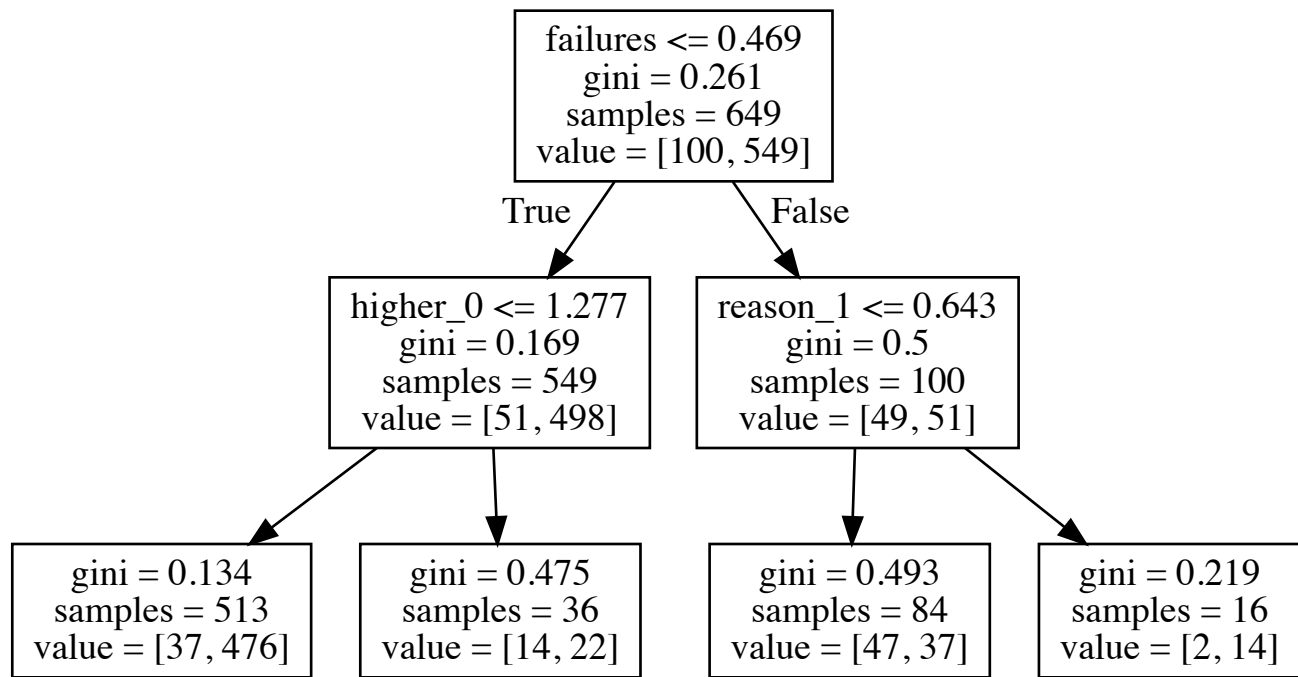 failures <= 0.469
gini = 0.261
samples = 649
value = [100, 549]
True
False
higher_0 <= 1.277
gini = 0.169
samples = 549
value = [51, 498]
reason_1 <= 0.643
gini = 0.5
samples = 100
value = [49, 51]
gini = 0.134
samples = 513
value = [37, 476]
gini = 0.475
samples = 36
value = [14, 22]
gini = 0.493
samples = 84
value = [47, 37]
gini = 0.219
samples = 16
value = [2, 14]